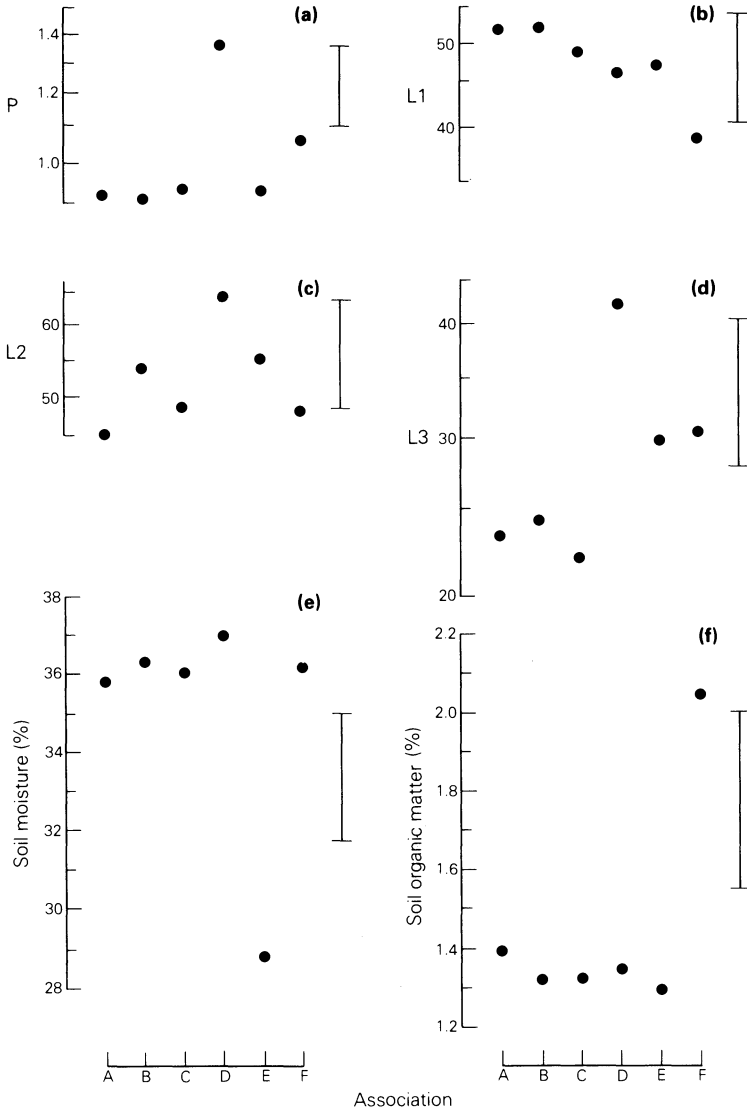 (a)
P
1.4
1.2
1.0
(b)
L1
50
40
(c)
L2
60
50
(d)
L3
40
30
20
(e)
Soil moisture (%)
38
36
34
32
30
28
(f)
Soil organic matter (%)
2.2
2.0
1.8
1.6
1.4
1.2
A B C D E F
A B C D E F
Association